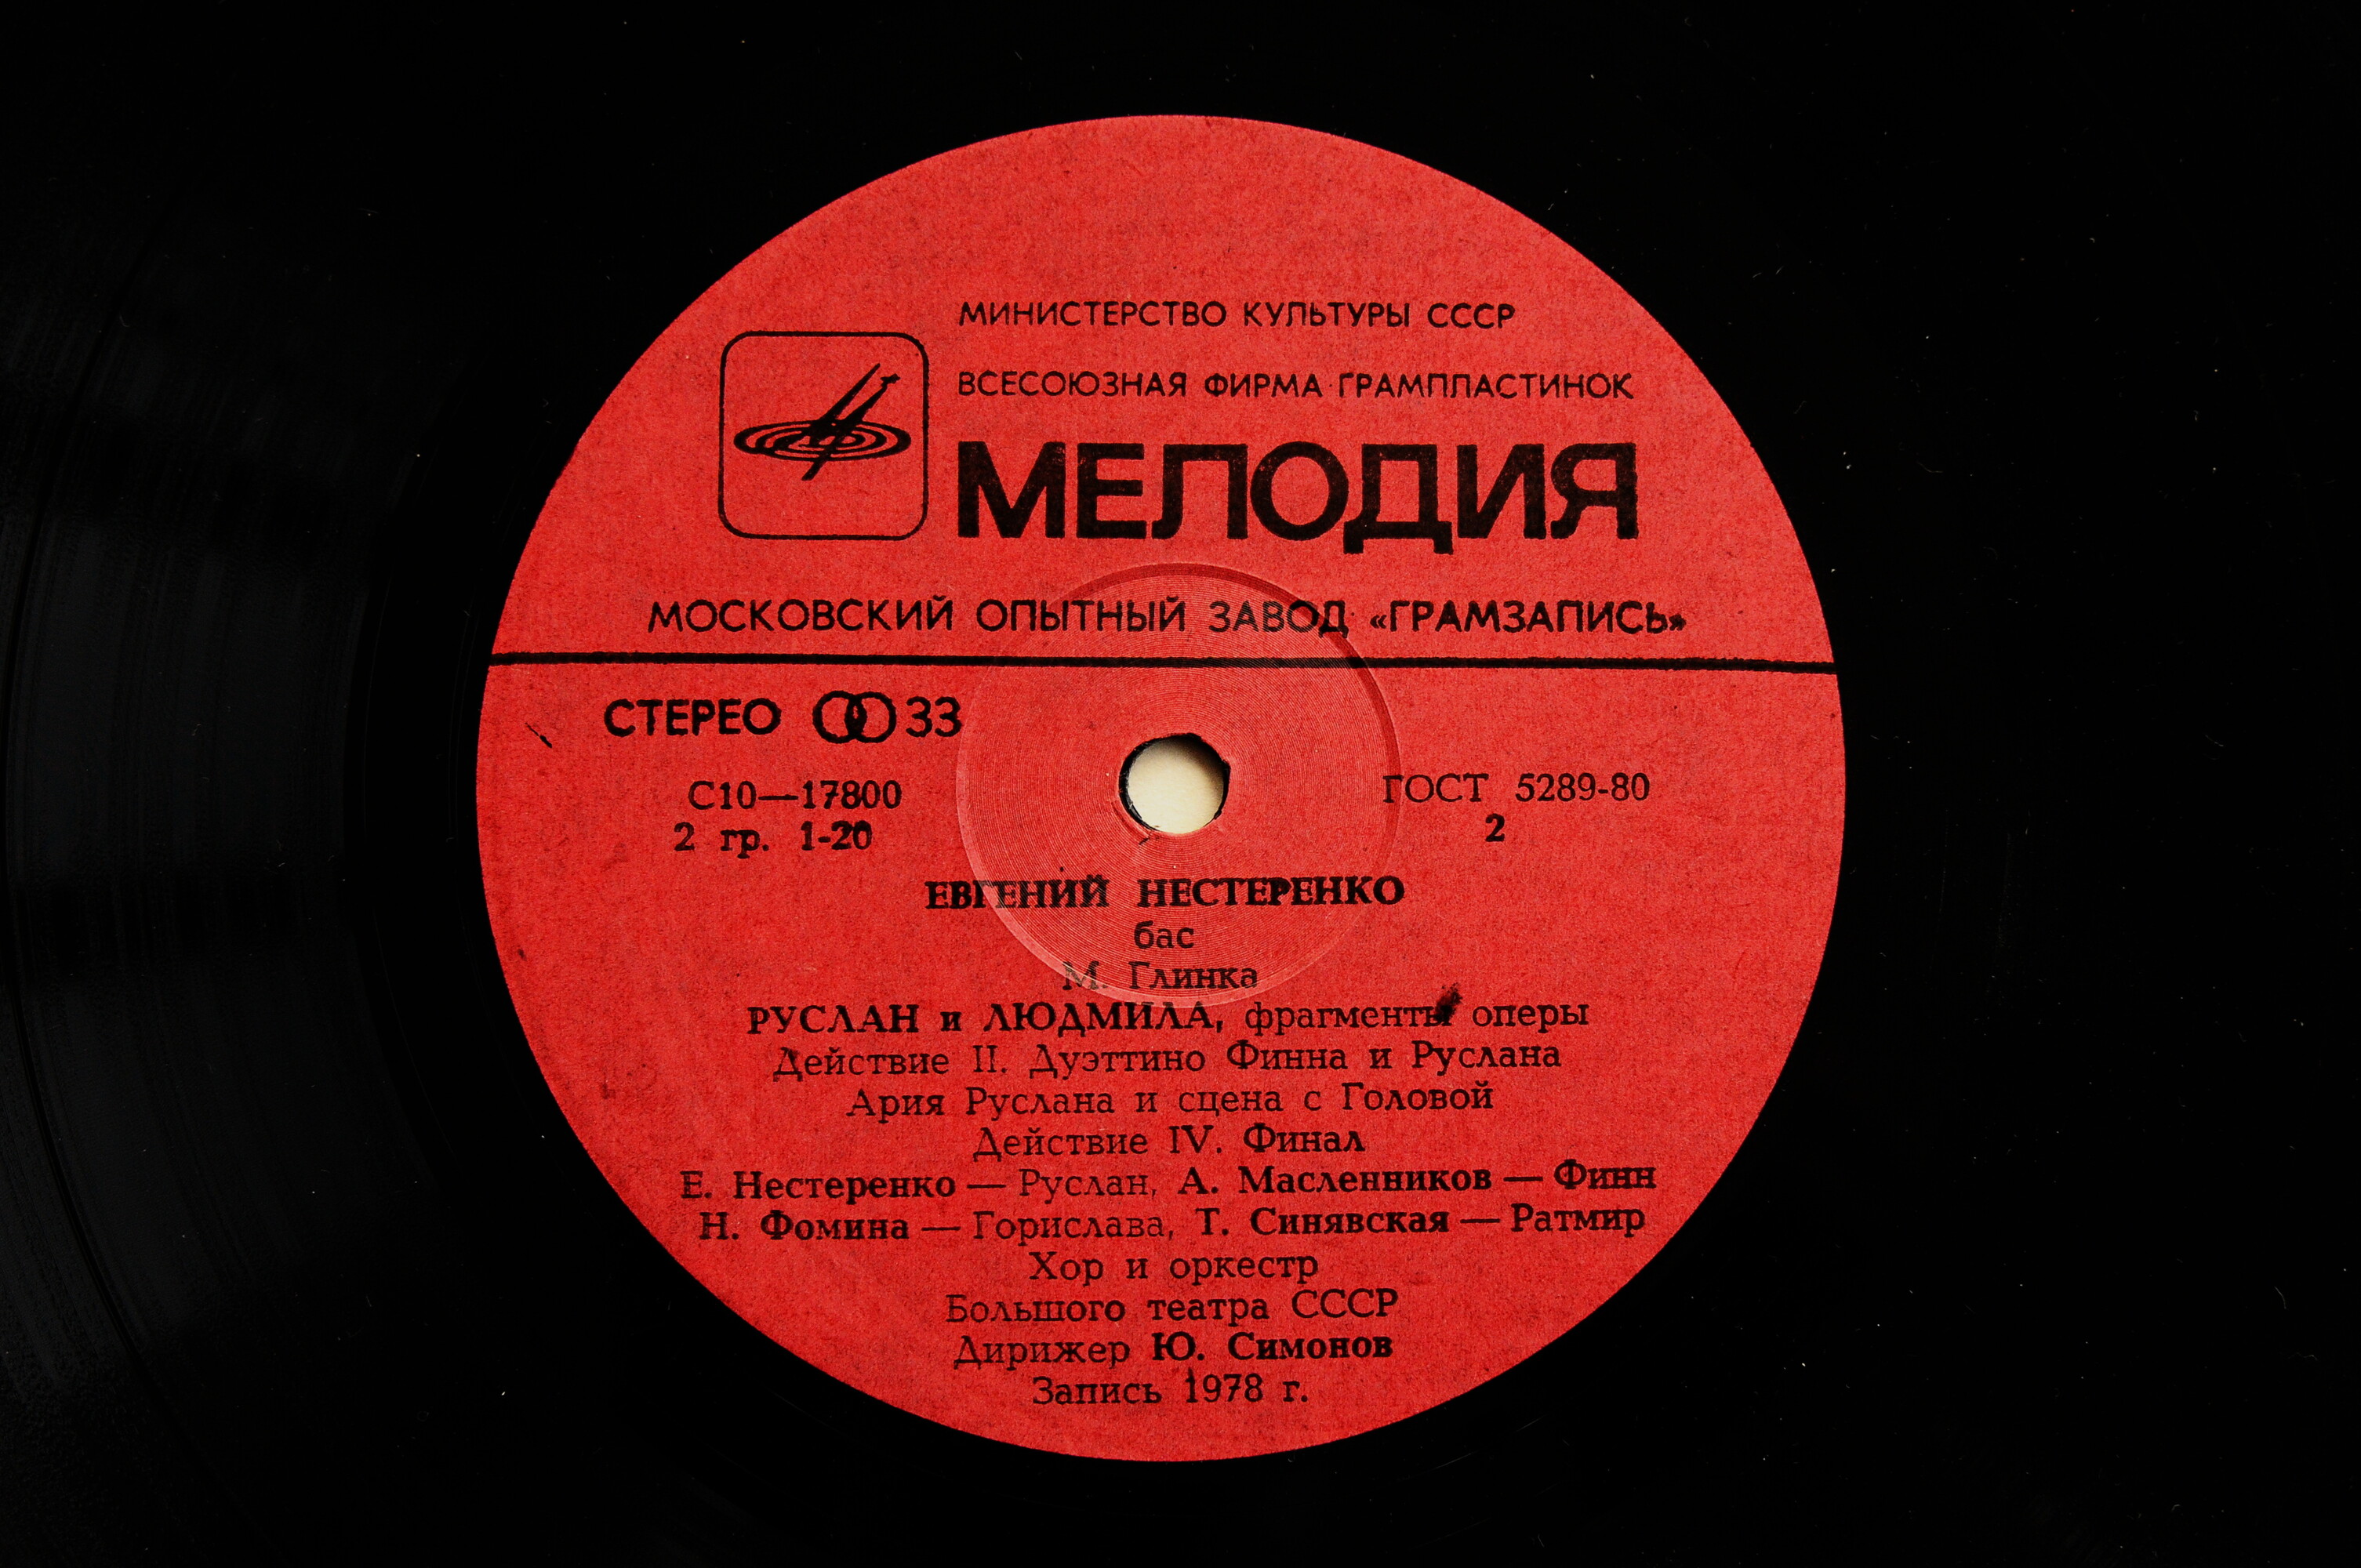 МИНИСТЕРСТВО КУЛЬТУРЫ СССР
ВСЕСОЮЗНАЯ ФИРМА ГРАМПЛАСТИНОК
МЕЛОДИЯ
МОСКОВСКИЙ ОПЫТНЫЙ ЗАВОД «ГРАМЗАПИСЬ»
СТЕРЕО 33
С10—17800
ГОСТ 5289-80
2 гр. 1-20
2
ЕВГЕНИЙ НЕСТЕРЕНКО
бас
М. Глинка
РУСЛАН и ЛЮДМИЛА, фрагменты оперы
Действие II. Дуэттино Финна и Руслана
Ария Руслана и сцена с Головой
Действие IV. Финал
Е. Нестеренко — Руслан, А. Масленников — Финн
Н. Фомина — Горислава, Т. Синявская — Ратмир
Хор и оркестр
Большого театра СССР
Дирижер Ю. Симонов
Запись 1978 г.